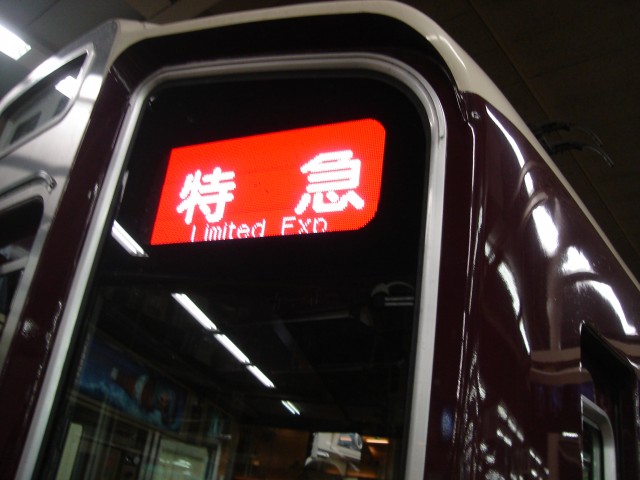 特急
Limited Exp